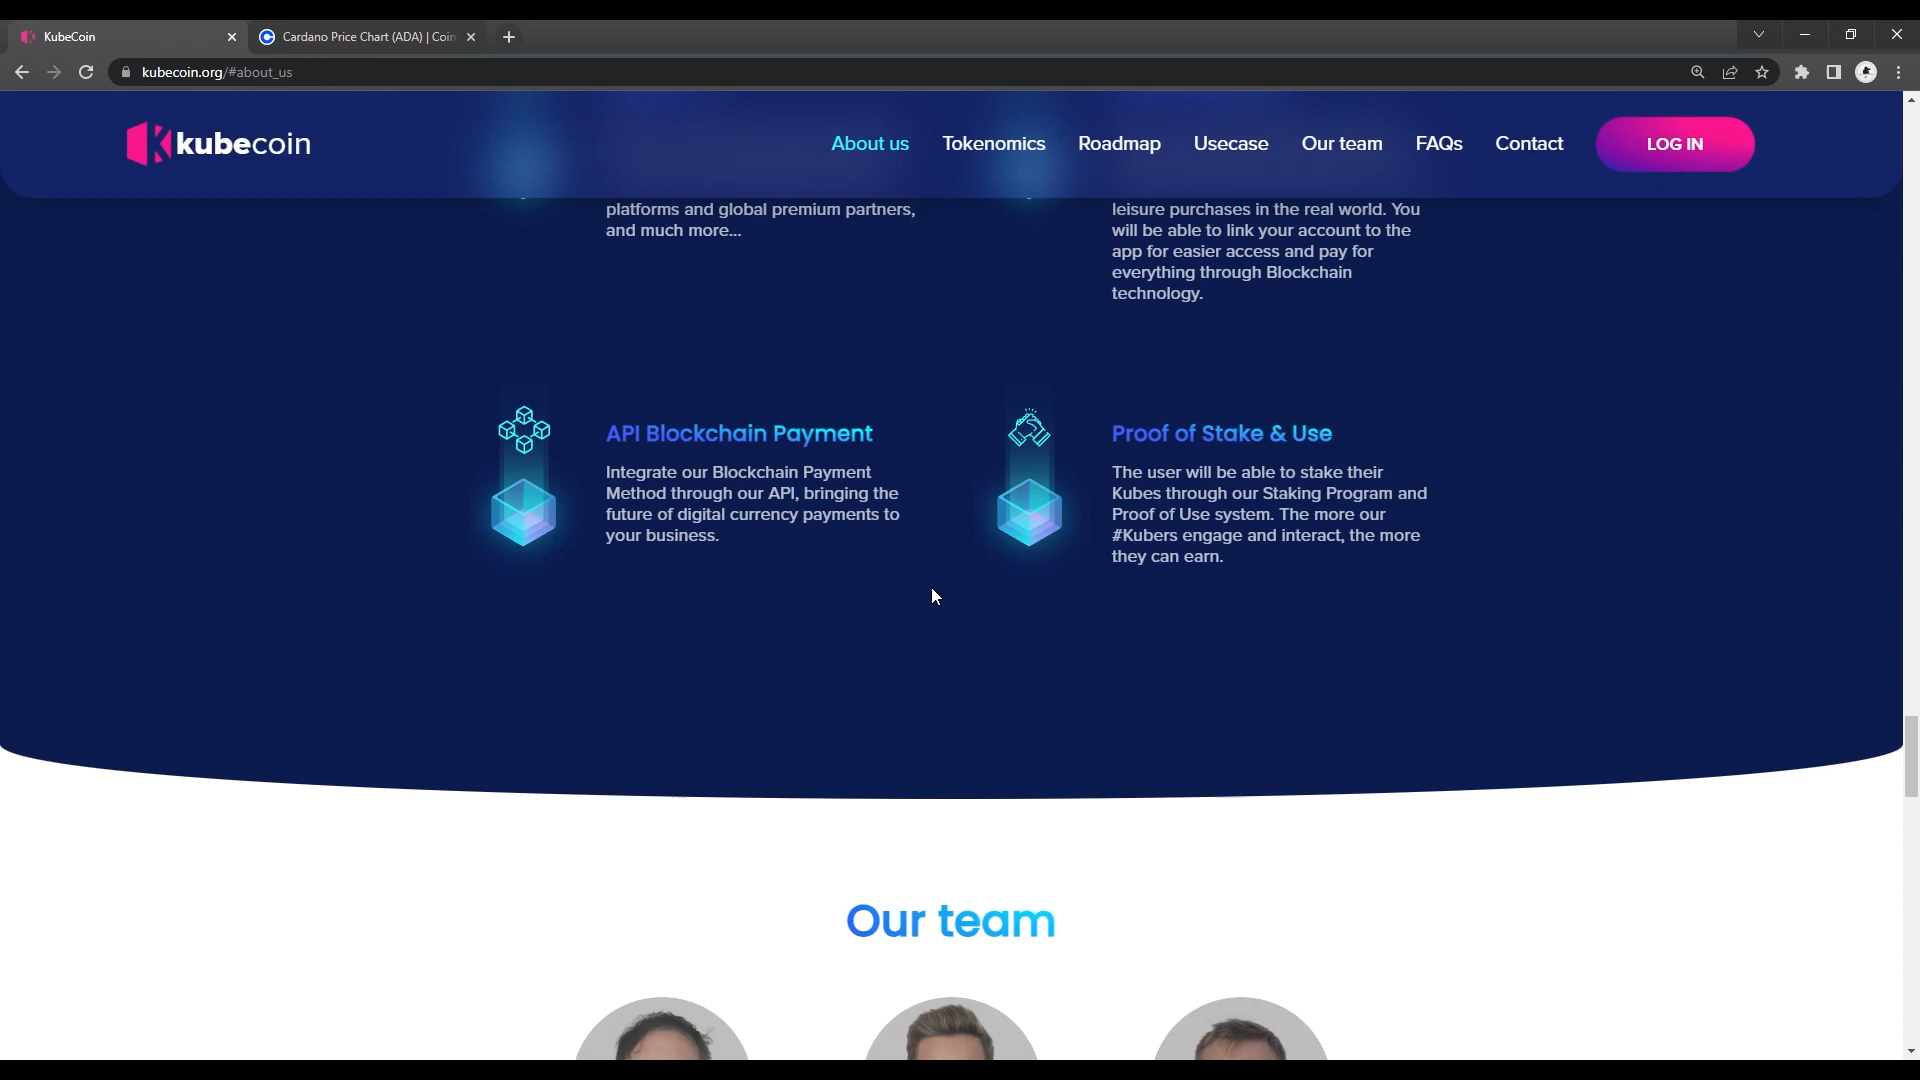 KubeCoin
Cardano Price Chart (ADA) | Coin
kubecoin.org/#about_us
kubecoin
About us
Tokenomics
Roadmap
Usecase
Our team
FAQs
Contact
LOG IN
platforms and global premium partners,
and much more...
leisure purchases in the real world. You
will be able to link your account to the
app for easier access and pay for
everything through Blockchain
technology.
API Blockchain Payment
Integrate our Blockchain Payment
Method through our API, bringing the
future of digital currency payments to
your business.
Proof of Stake & Use
The user will be able to stake their
Kubes through our Staking Program and
Proof of Use system. The more our
#Kubers engage and interact, the more
they can earn.
Our team